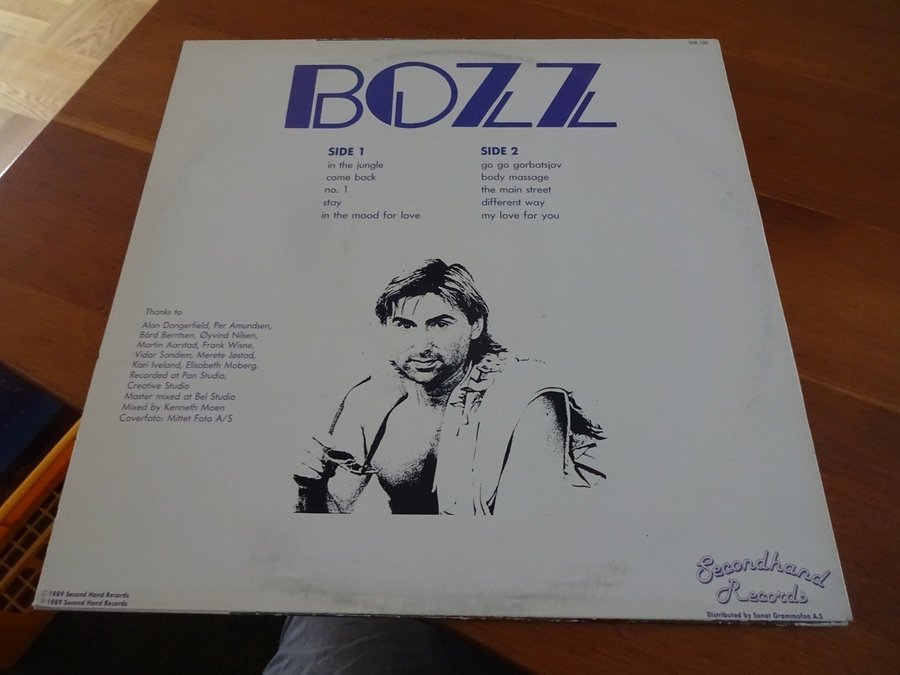 SHR 100
BOZZ
SIDE 1
in the jungle
come back
no. 1
stay
in the mood for love
SIDE 2
go go gorbatsjov
body massage
the main street
different way
my love for you
Thanks to
Alan Dangerfield, Per Amundsen,
Bård Berntsen, Øyvind Nilsen,
Martin Aarstad, Frank Wisne,
Vidar Sandem, Merete Jøstad,
Kari Iveland, Elisabeth Moberg.
Recorded at Pan Studio,
Creative Studio
Master mixed at Bel Studio
Mixed by Kenneth Moen
Coverfoto: Mittet Foto A/S
© 1989 Second Hand Records
℗ 1989 Second Hand Records
Secondhand
Records
Distributed by Sonet Grammofon A.S